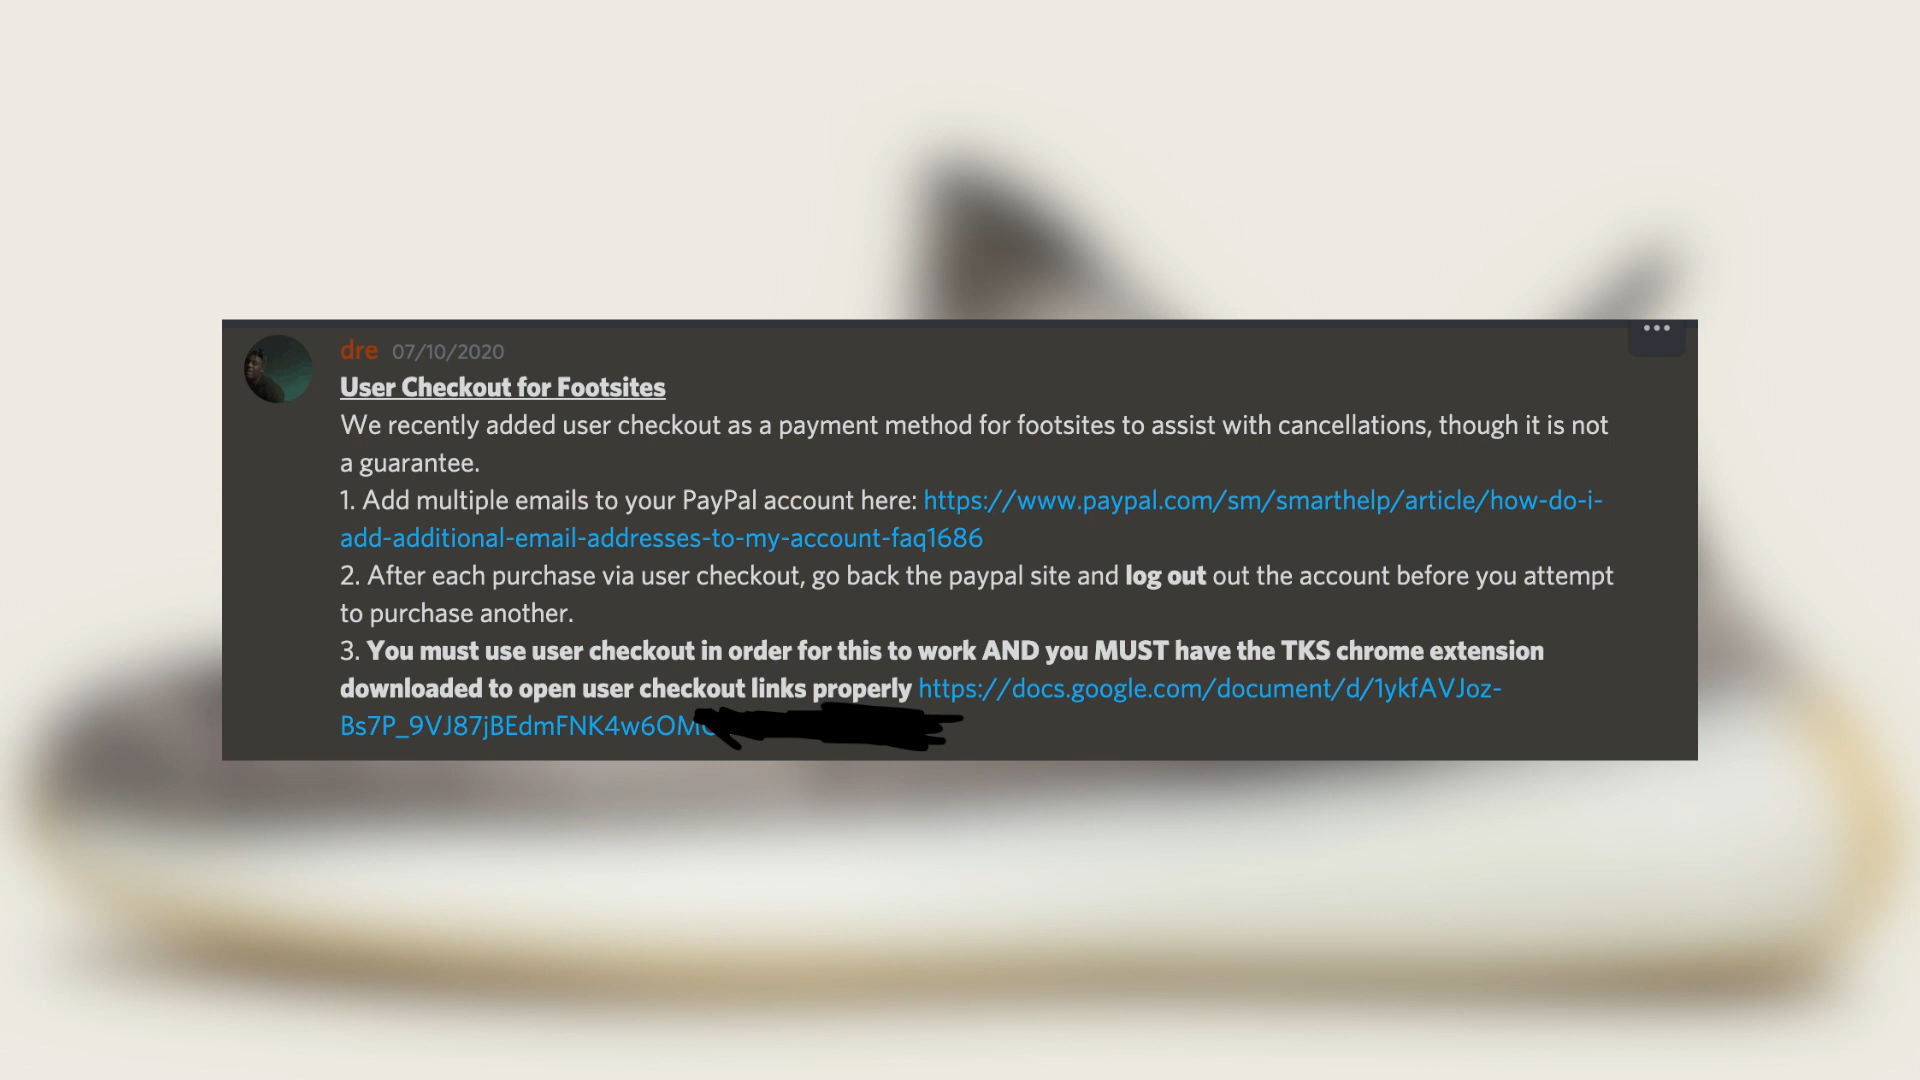 dre 07/10/2020
User Checkout for Footsites
We recently added user checkout as a payment method for footsites to assist with cancellations, though it is not
a guarantee.
1. Add multiple emails to your PayPal account here: https://www.paypal.com/sm/smarthelp/article/how-do-i-
add-additional-email-addresses-to-my-account-faq1686
2. After each purchase via user checkout, go back the paypal site and log out out the account before you attempt
to purchase another.
3. You must use user checkout in order for this to work AND you MUST have the TKS chrome extension
downloaded to open user checkout links properly https://docs.google.com/document/d/1ykfAVJoz-
Bs7P_9VJ87jBEdmFNK4w6OM